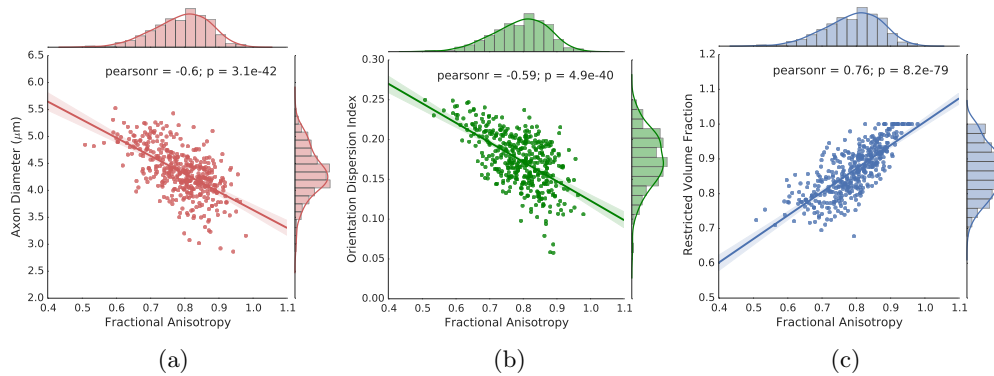 pearsonr = -0.6; p = 3.1e-42
6.5
6.0
5.5
5.0
4.5
4.0
3.5
3.0
2.5
2.0
Axon Diameter (μm)
0.4 0.5 0.6 0.7 0.8 0.9 1.0 1.1
Fractional Anisotropy
(a)
pearsonr = -0.59; p = 4.9e-40
0.30
0.25
0.20
0.15
0.10
0.05
0.00
Orientation Dispersion Index
0.4 0.5 0.6 0.7 0.8 0.9 1.0 1.1
Fractional Anisotropy
(b)
pearsonr = 0.76; p = 8.2e-79
1.2
1.1
1.0
0.9
0.8
0.7
0.6
0.5
Restricted Volume Fraction
0.4 0.5 0.6 0.7 0.8 0.9 1.0 1.1
Fractional Anisotropy
(c)